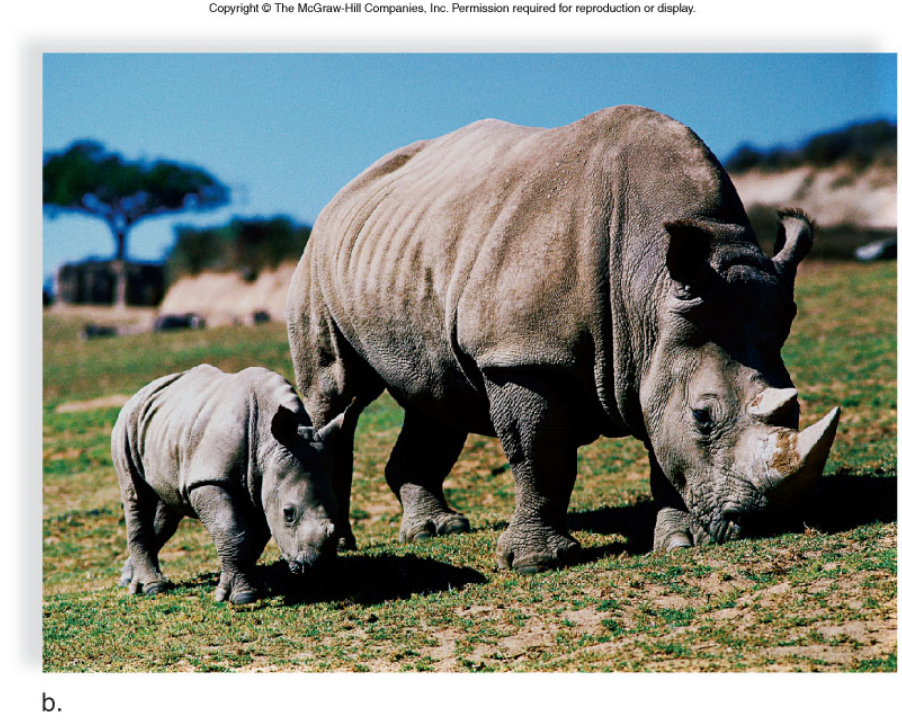 Copyright © The McGraw-Hill Companies, Inc. Permission required for reproduction or display.
b.